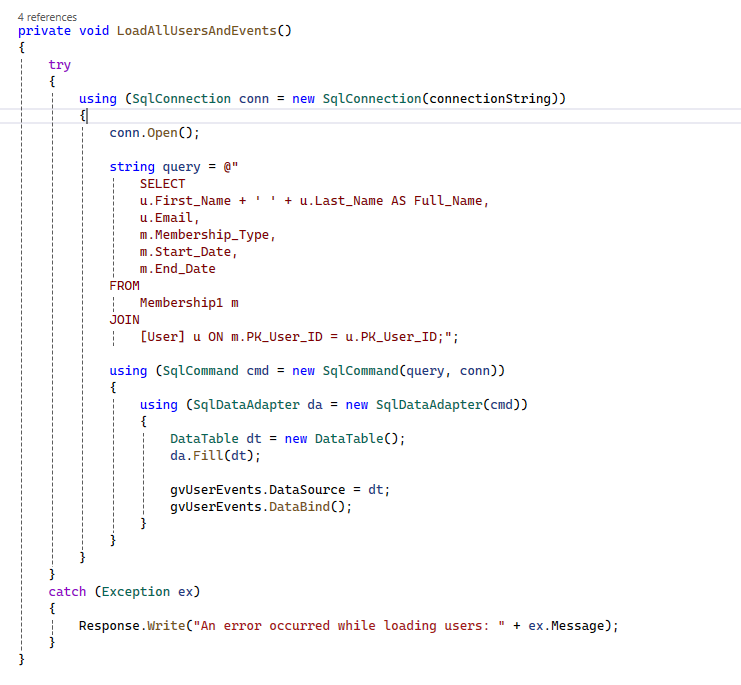 4 references
private void LoadAllUsersAndEvents()
{
try
{
using (SqlConnection conn = new SqlConnection(connectionString))
{
conn.Open();
string query = @"
SELECT
u.First_Name + ' ' + u.Last_Name AS Full_Name,
u.Email,
m.Membership_Type,
m.Start_Date,
m.End_Date
FROM
Membership1 m
JOIN
[User] u ON m.PK_User_ID = u.PK_User_ID;";
using (SqlCommand cmd = new SqlCommand(query, conn))
{
using (SqlDataAdapter da = new SqlDataAdapter(cmd))
{
DataTable dt = new DataTable();
da.Fill(dt);
gvUserEvents.DataSource = dt;
gvUserEvents.DataBind();
}
}
}
}
catch (Exception ex)
{
Response.Write("An error occurred while loading users: " + ex.Message);
}
}